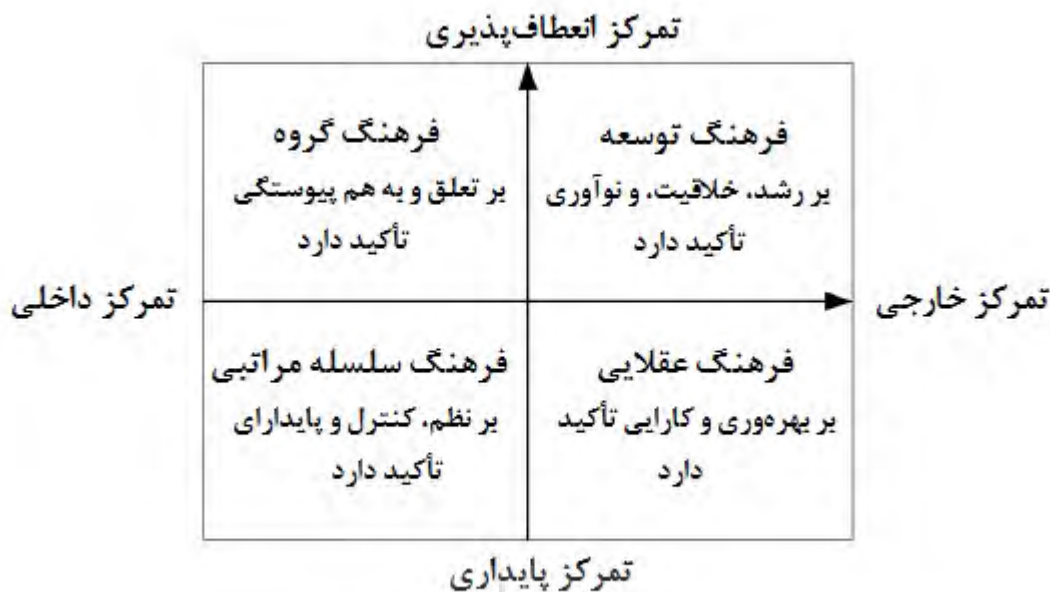 تمرکز انعطاف‌پذیری
فرهنگ توسعه
بر رشد، خلاقیت، و نوآوری
تأکید دارد
فرهنگ گروه
بر تعلق و به هم پیوستگی
تأکید دارد
تمرکز خارجی
تمرکز داخلی
فرهنگ عقلایی
بر بهره‌وری و کارایی تأکید
دارد
فرهنگ سلسله مراتبی
بر نظم، کنترل و پایدارای
تأکید دارد
تمرکز پایداری